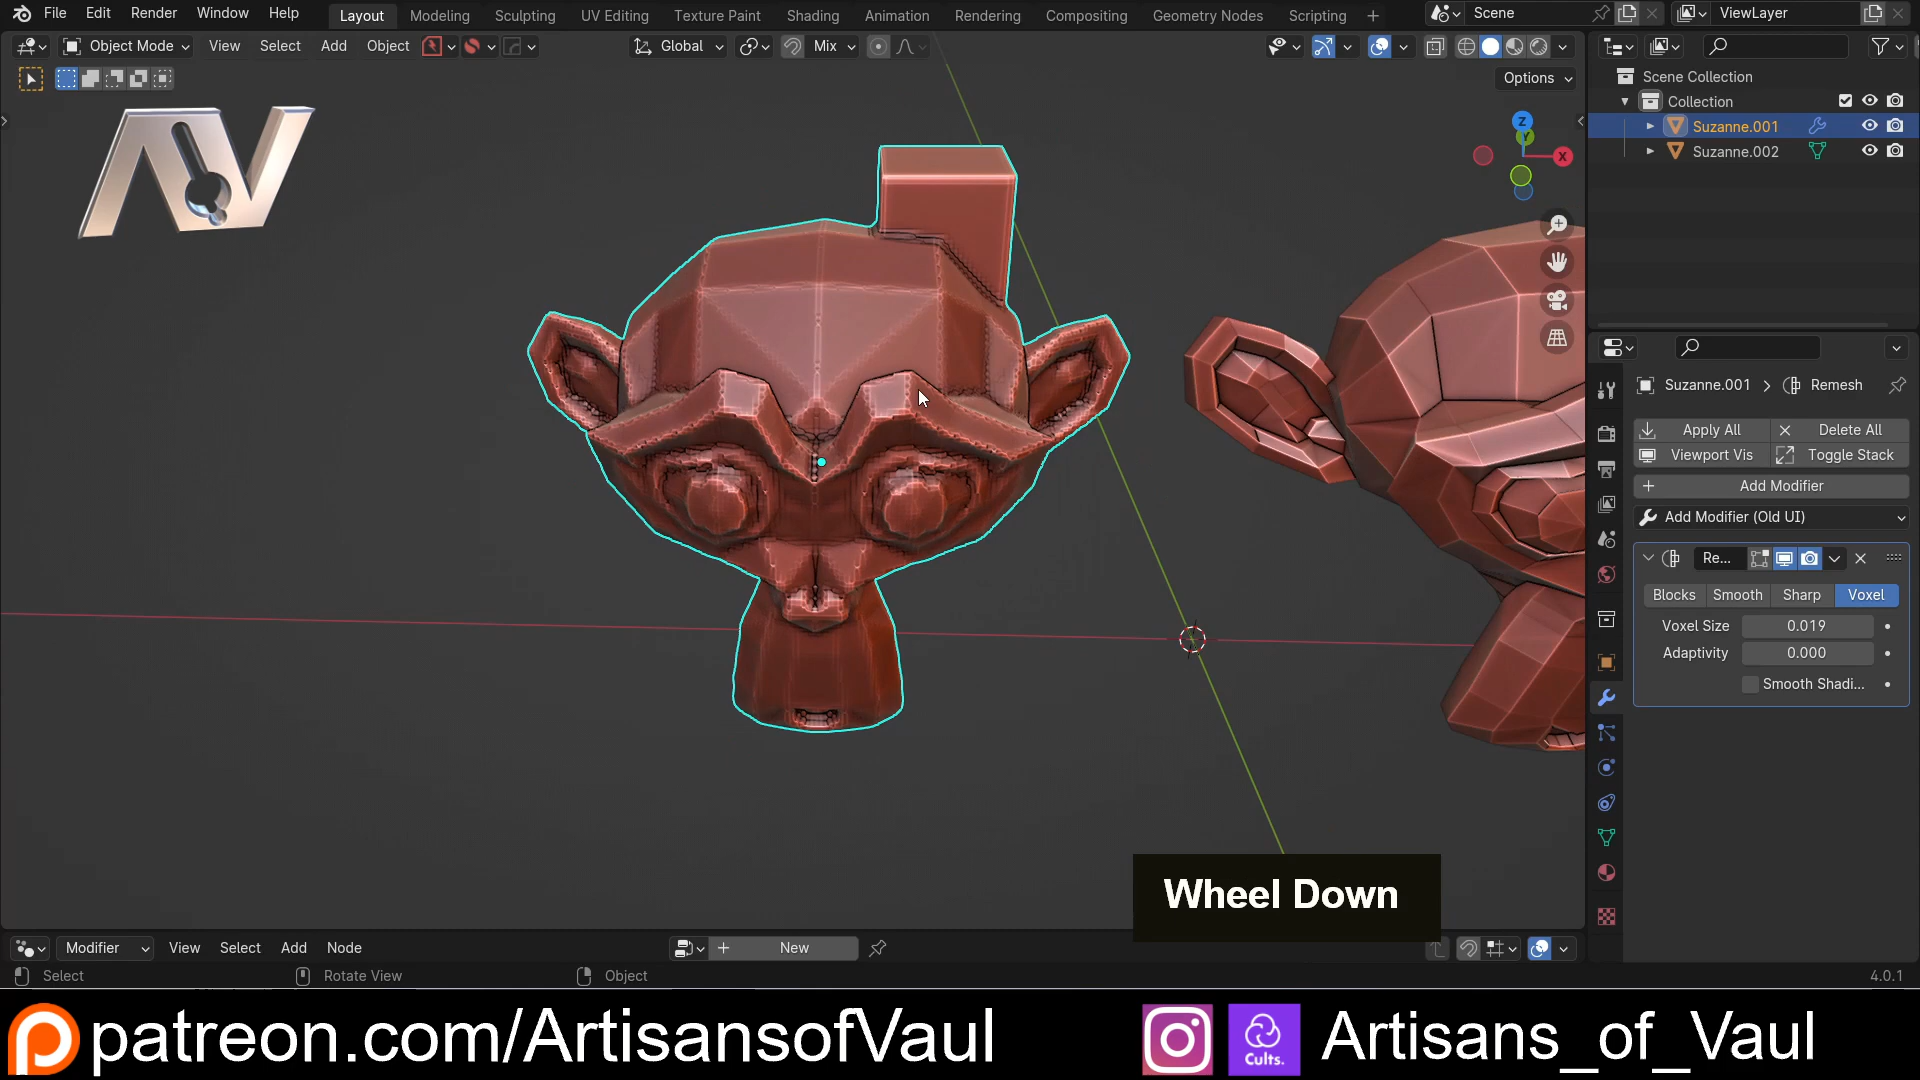 File Edit Render Window Help Layout Modeling Sculpting UV Editing Texture Paint Shading Animation Rendering Compositing Geometry Nodes Scripting + Scene ViewLayer
Object Mode View Select Add Object Global Mix
Options
AV
Z
Y
X
Scene Collection
Collection
Suzanne.001
Suzanne.002
Suzanne.001 > Remesh
Apply All Delete All
Viewport Vis Toggle Stack
Add Modifier
Add Modifier (Old UI)
Re...
Blocks Smooth Sharp Voxel
Voxel Size 0.019
Adaptivity 0.000
Smooth Shadi...
Wheel Down
Modifier View Select Add Node New
Select Rotate View Object 4.0.1
patreon.com/ArtisansofVaul Cults. Artisans_of_Vaul